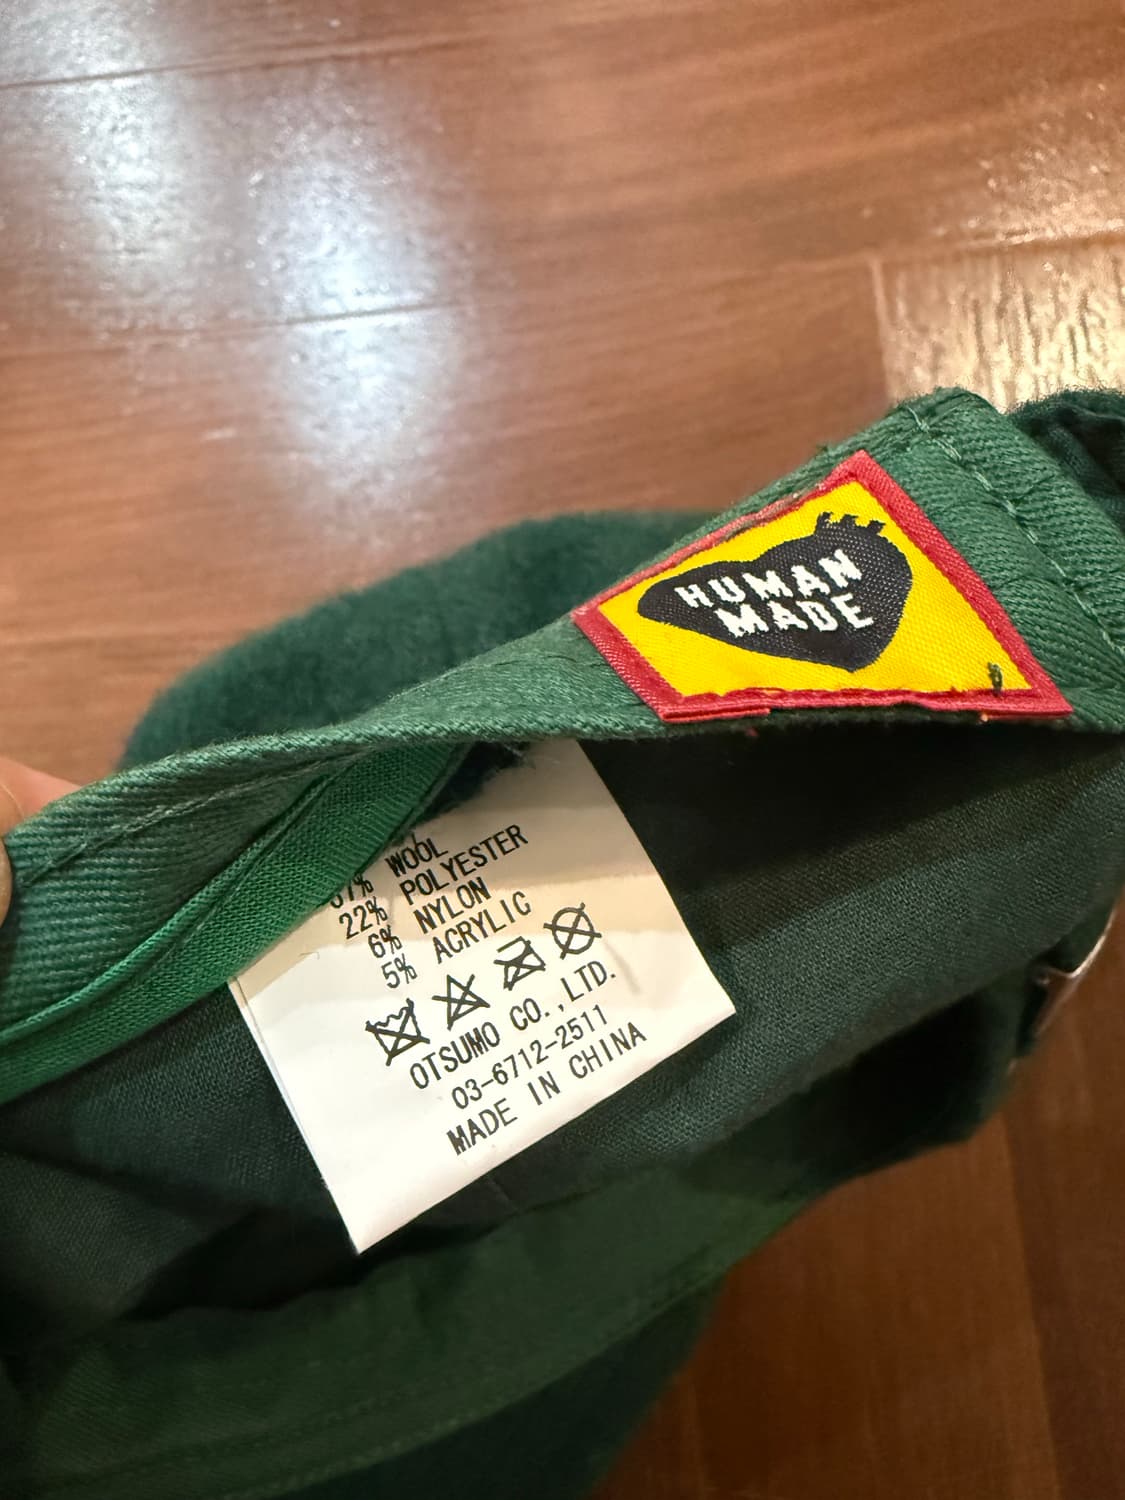 HUMAN
MADE
WOOL
POLYESTER
22% NYLON
6% ACRYLIC
5%
OTSUMO CO.,LTD.
03-6712-2511
MADE IN CHINA